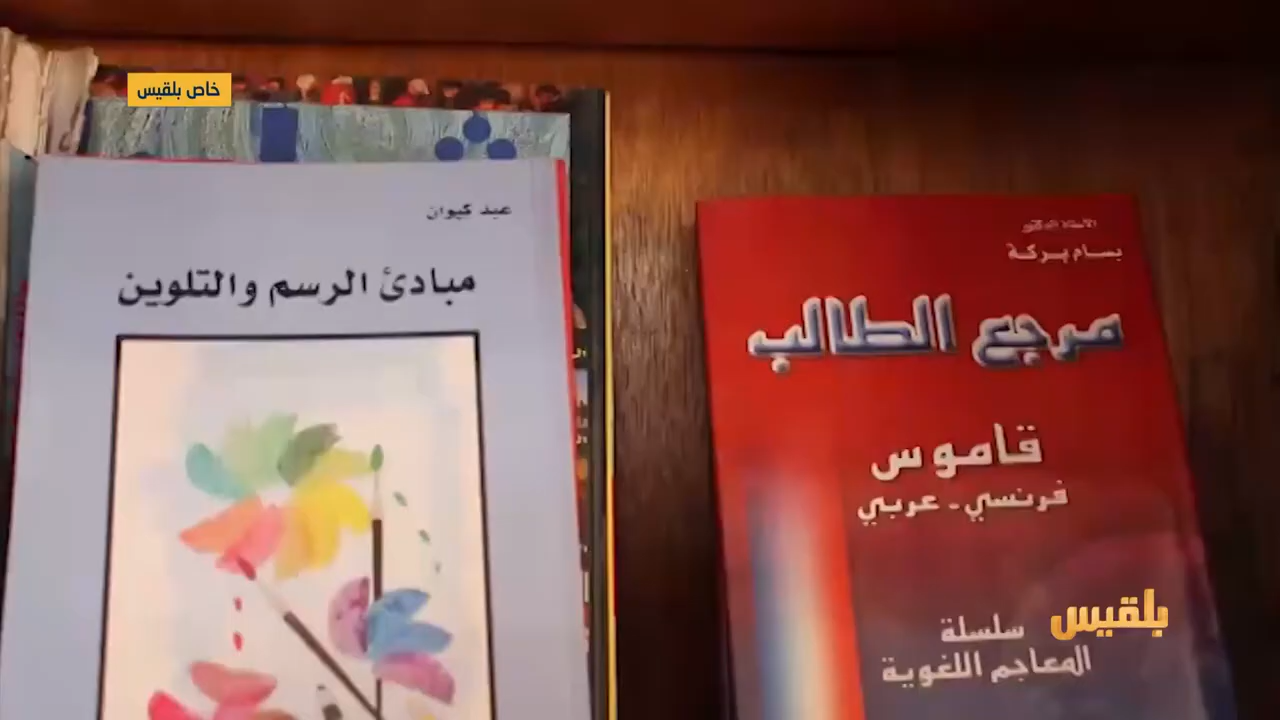 خاص بلقيس
عبد كيوان
مبادئ الرسم والتلوين
الأستاذ الدكتور
بسام بركة
مرجع الطالب
قاموس
فرنسي - عربي
سلسلة
المعاجم اللغوية
بلقيس